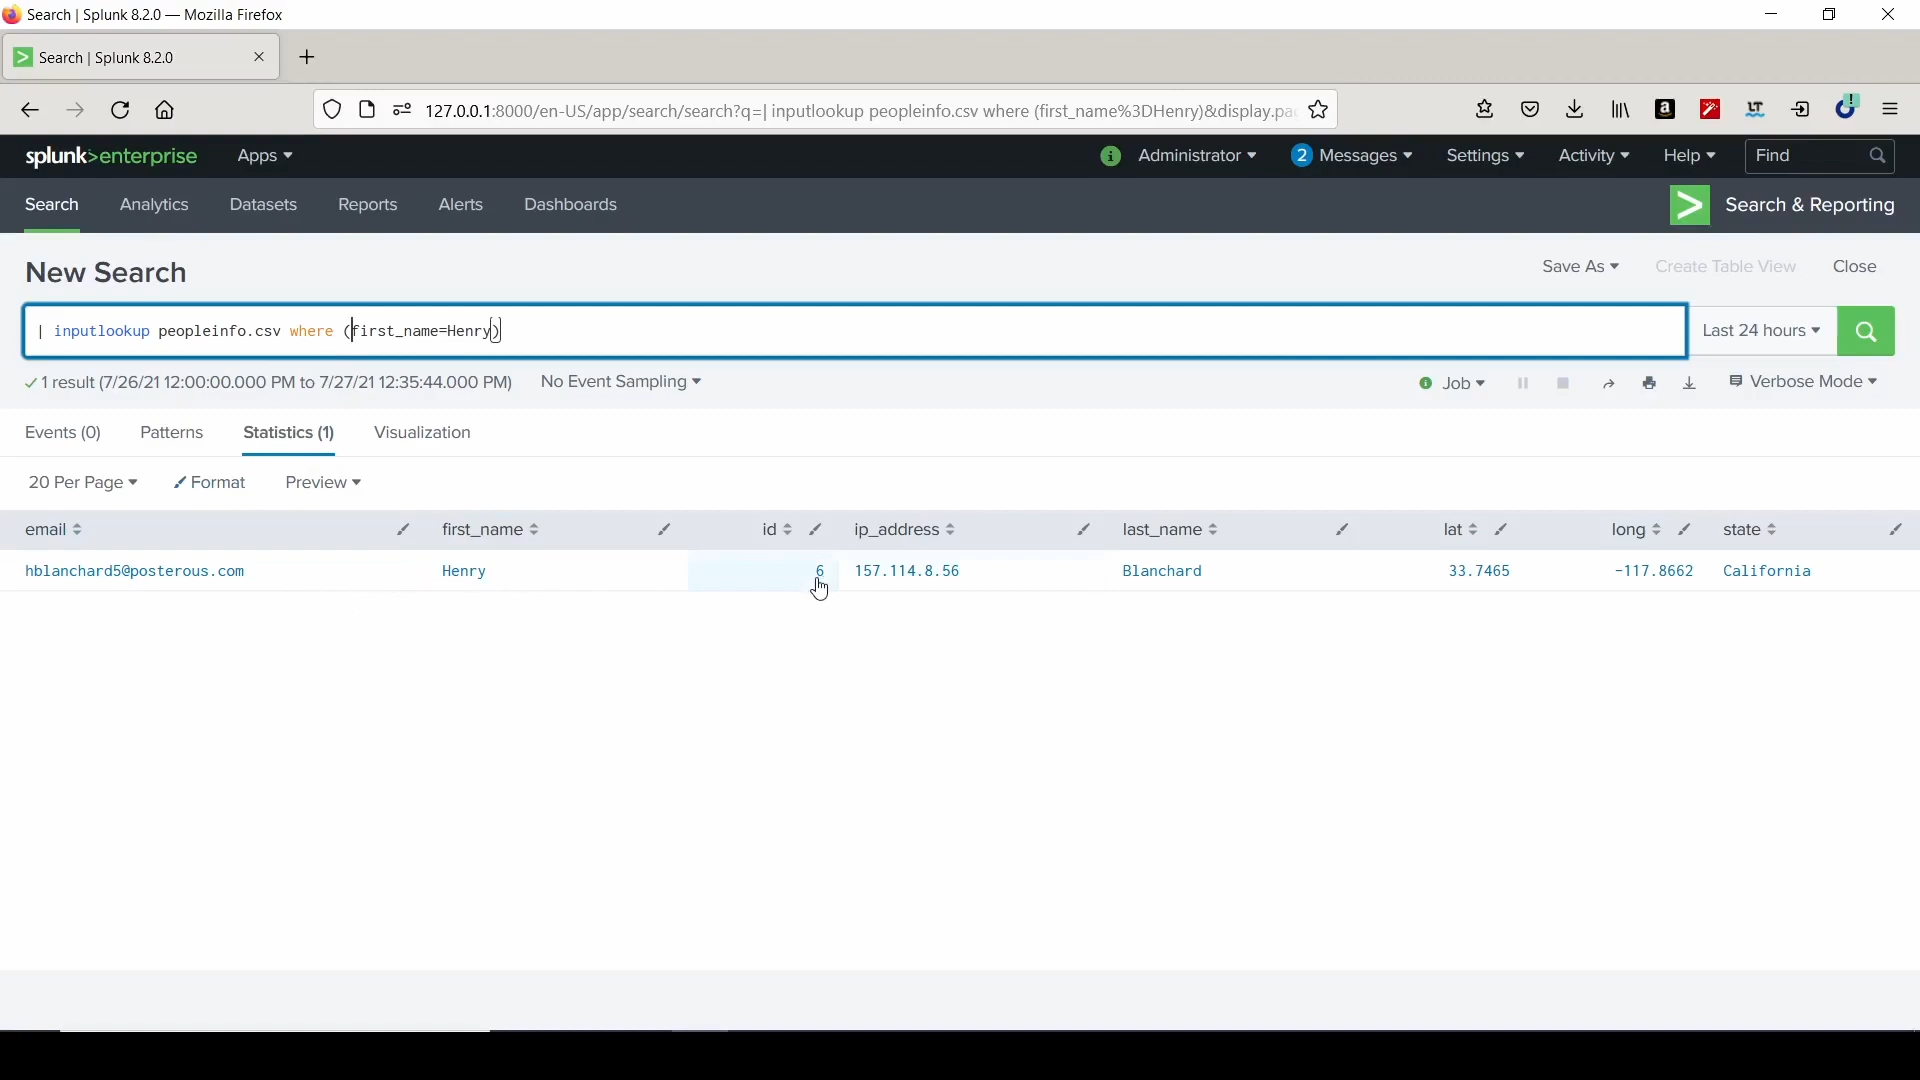 Search | Splunk 8.2.0 — Mozilla Firefox
Search | Splunk 8.2.0
127.0.0.1:8000/en-US/app/search/search?q=| inputlookup peopleinfo.csv where (first_name%3DHenry)&display.pa
splunk>enterprise Apps Administrator 2 Messages Settings Activity Help Find
Search Analytics Datasets Reports Alerts Dashboards Search & Reporting
New Search Save As Create Table View Close
| inputlookup peopleinfo.csv where (first_name=Henry) Last 24 hours
1 result (7/26/21 12:00:00.000 PM to 7/27/21 12:35:44.000 PM) No Event Sampling Job Verbose Mode
Events (0) Patterns Statistics (1) Visualization
20 Per Page Format Preview
email first_name id ip_address last_name lat long state
hblanchard5@posterous.com Henry 6 157.114.8.56 Blanchard 33.7465 -117.8662 California